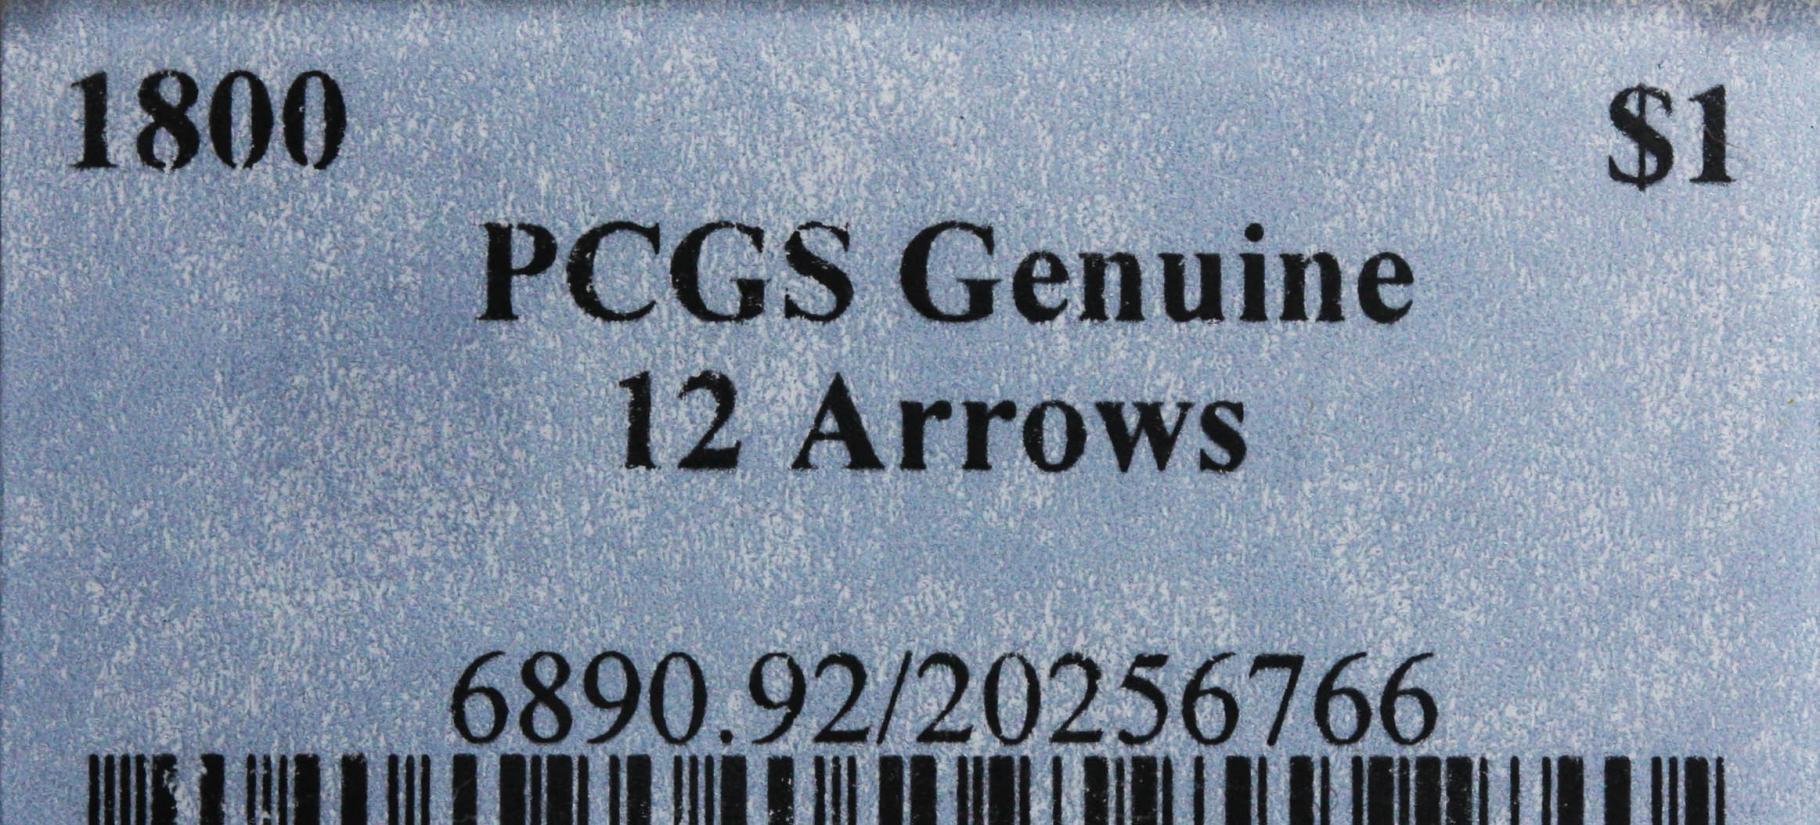 1800 $1
PCGS Genuine
12 Arrows
6890.92/20256766